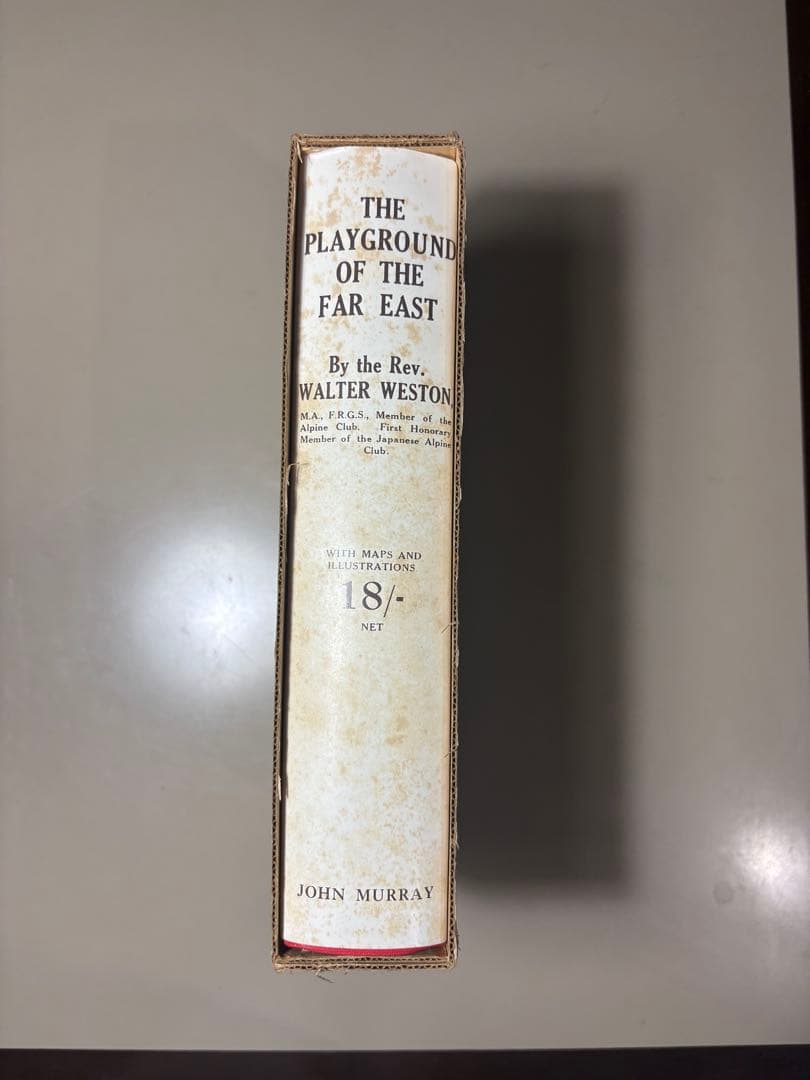 THE
PLAYGROUND
OF THE
FAR EAST
By the Rev.
WALTER WESTON,
M.A., F.R.G.S., Member of the
Alpine Club. First Honorary
Member of the Japanese Alpine
Club.
WITH MAPS AND
ILLUSTRATIONS
18/-
NET
JOHN MURRAY